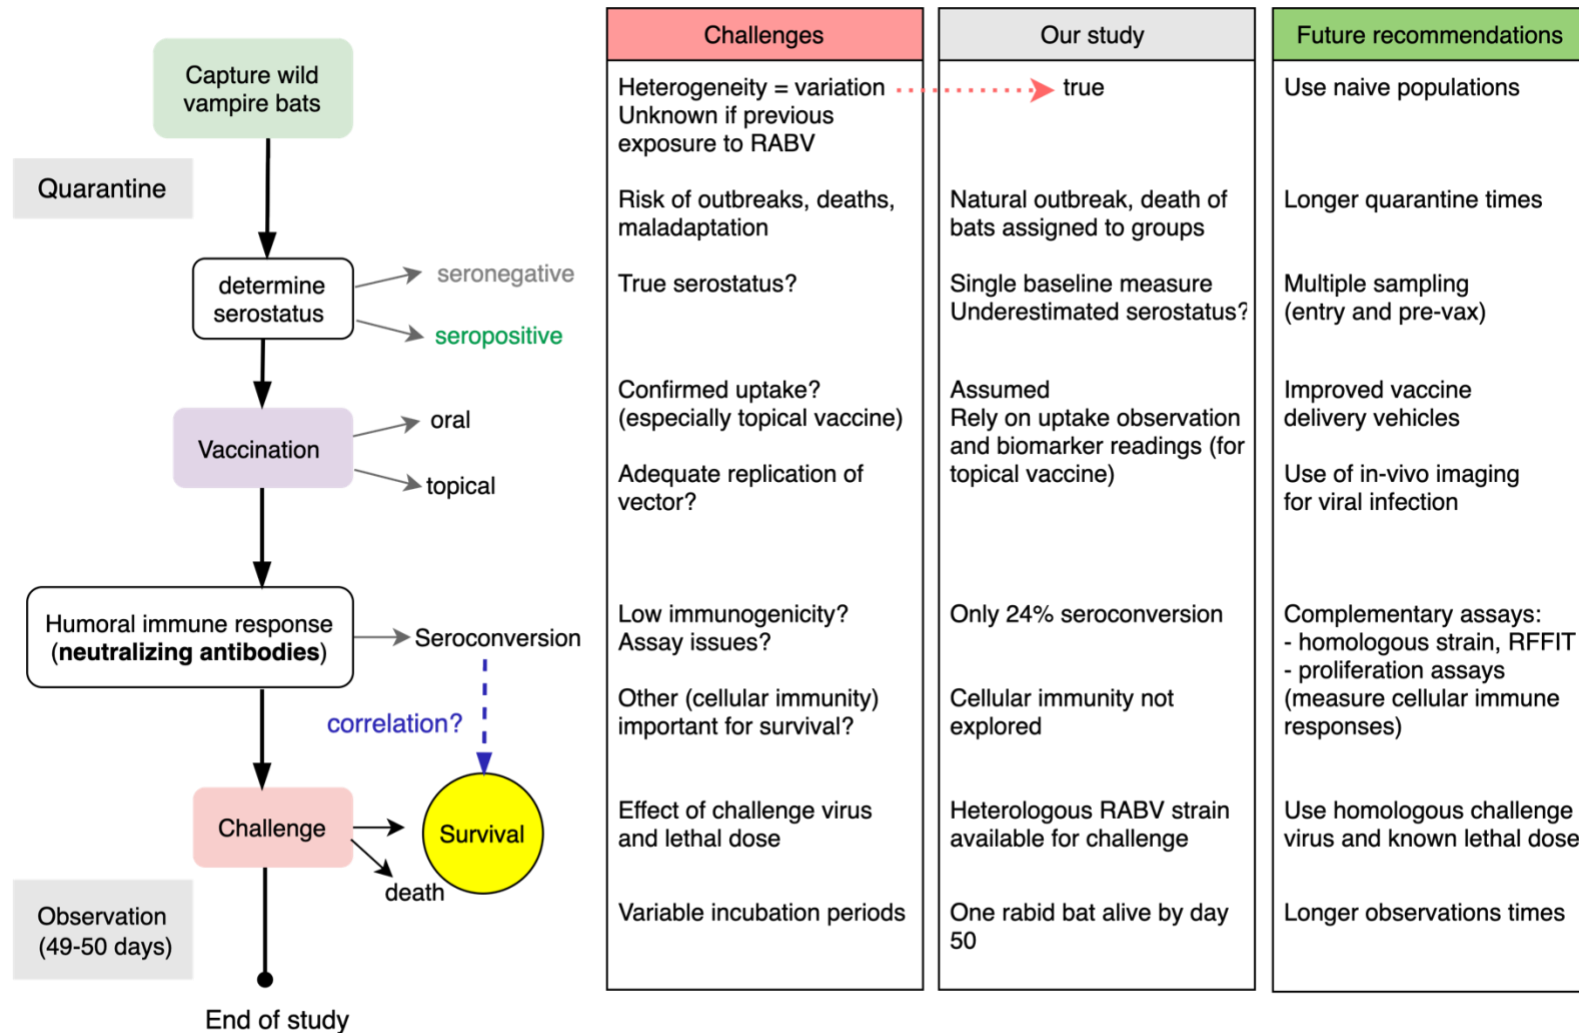 Capture wild
vampire bats
Quarantine
determine
serostatus
seronegative
seropositive
Vaccination
oral
topical
Humoral immune response
(neutralizing antibodies)
Seroconversion
correlation?
Challenge
Survival
death
Observation
(49-50 days)
End of study
Challenges
Heterogeneity = variation
Unknown if previous
exposure to RABV
Risk of outbreaks, deaths,
maladaptation
True serostatus?
Confirmed uptake?
(especially topical vaccine)
Adequate replication of
vector?
Low immunogenicity?
Assay issues?
Other (cellular immunity)
important for survival?
Effect of challenge virus
and lethal dose
Variable incubation periods
Our study
true
Natural outbreak, death of
bats assigned to groups
Single baseline measure
Underestimated serostatus?
Assumed
Rely on uptake observation
and biomarker readings (for
topical vaccine)
Only 24% seroconversion
Cellular immunity not
explored
Heterologous RABV strain
available for challenge
One rabid bat alive by day
50
Future recommendations
Use naive populations
Longer quarantine times
Multiple sampling
(entry and pre-vax)
Improved vaccine
delivery vehicles
Use of in-vivo imaging
for viral infection
Complementary assays:
- homologous strain, RFFIT
- proliferation assays
(measure cellular immune
responses)
Use homologous challenge
virus and known lethal dose
Longer observations times